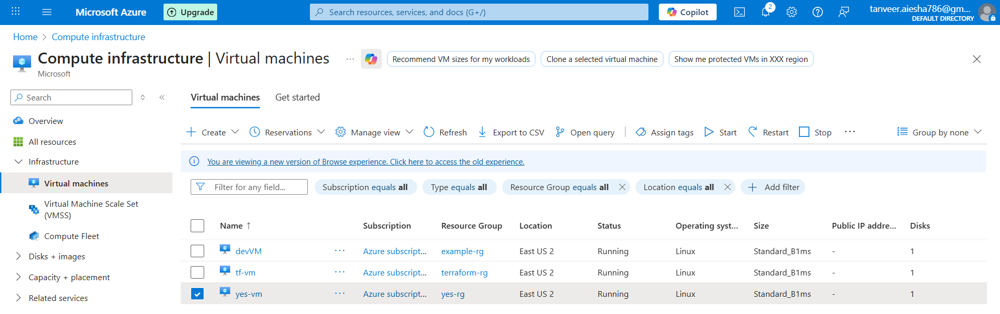 Microsoft Azure
Upgrade
Search resources, services, and docs (G+/)
Copilot
2
tanveer.aiesha786@gm...
DEFAULT DIRECTORY
Home > Compute infrastructure
Compute infrastructure | Virtual machines
...
Recommend VM sizes for my workloads
Clone a selected virtual machine
Show me protected VMs in XXX region
Microsoft
Search
Virtual machines
Get started
Overview
All resources
Infrastructure
Virtual machines
Virtual Machine Scale Set
(VMSS)
Compute Fleet
Disks + images
Capacity + placement
Related services
Create
Reservations
Manage view
Refresh
Export to CSV
Open query
Assign tags
Start
Restart
Stop
...
Group by none
You are viewing a new version of Browse experience. Click here to access the old experience.
Filter for any field...
Subscription equals all
Type equals all
Resource Group equals all
Location equals all
Add filter
Name ↑ Subscription Resource Group Location Status Operating syst... Size Public IP addre... Disks
devVM ... Azure subscript... example-rg East US 2 Running Linux Standard_B1ms - 1
tf-vm ... Azure subscript... terraform-rg East US 2 Running Linux Standard_B1ms - 1
yes-vm ... Azure subscript... yes-rg East US 2 Running Linux Standard_B1ms - 1